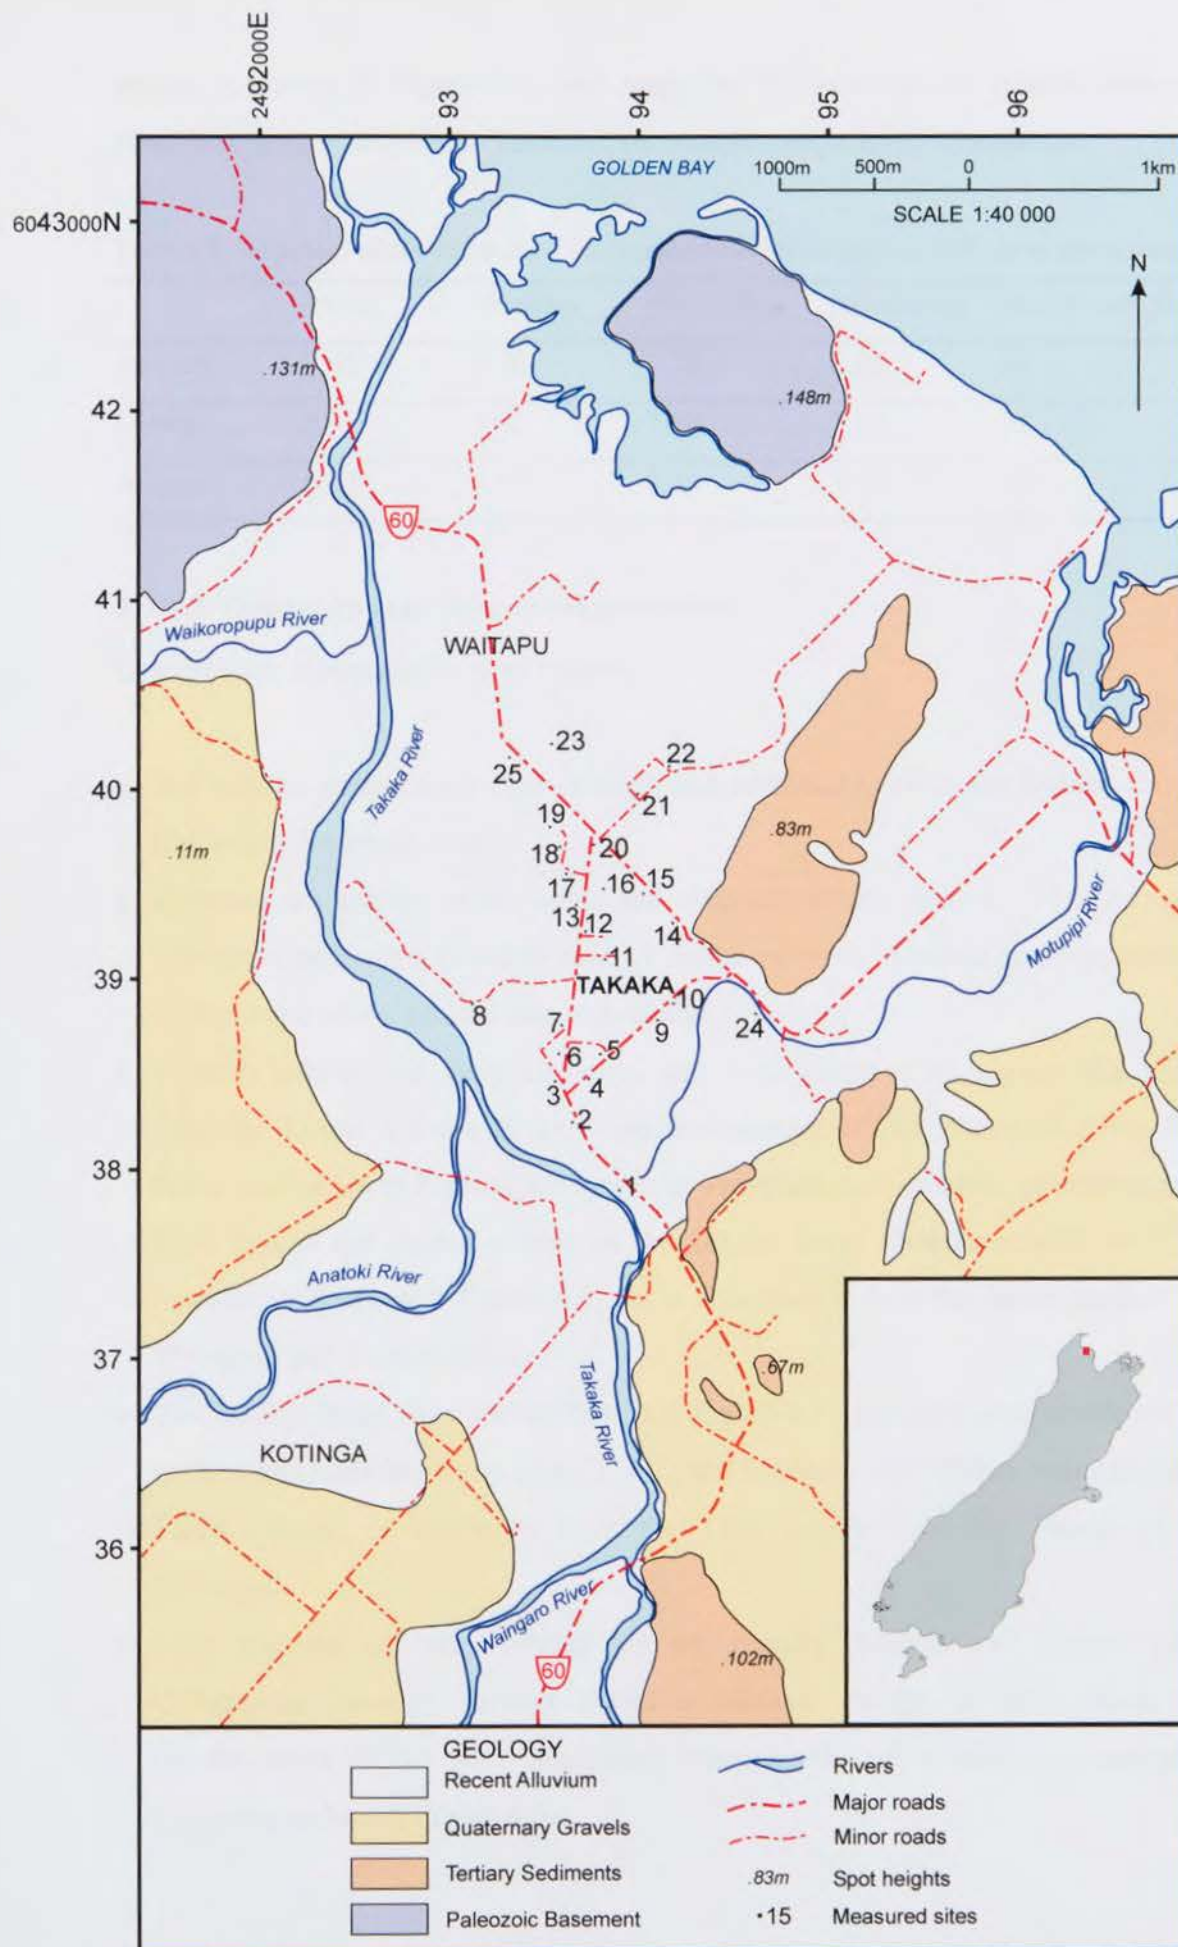 2492000E
93
94
95
96
GOLDEN BAY
1000m 500m 0 1km
SCALE 1:40 000
6043000N
N
.131m
.148m
42
60
41
Waikoropupu River
WAITAPU
Takaka River
.23
22
25
40
19
21
.83m
.11m
20
18
15
17
.16
13
12
14
Motupipi River
11
39
TAKAKA
10
8
7
9
24
5
6
3
4
.2
38
.1
Anatoki River
37
.67m
Takaka River
KOTINGA
36
Waingaro River
60
.102m
GEOLOGY
Recent Alluvium
Quaternary Gravels
Tertiary Sediments
Paleozoic Basement
Rivers
Major roads
Minor roads
.83m Spot heights
•15 Measured sites